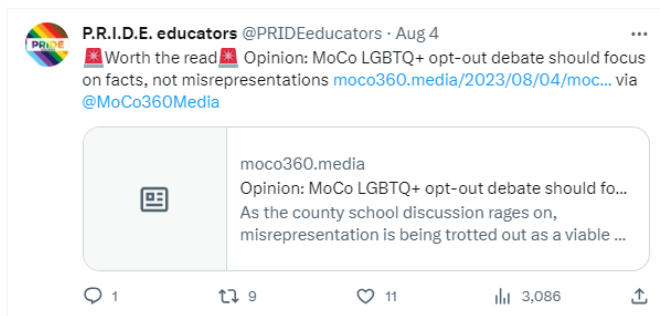 PRIDE
P.R.I.D.E. educators @PRIDEeducators · Aug 4
🚨Worth the read🚨 Opinion: MoCo LGBTQ+ opt-out debate should focus
on facts, not misrepresentations moco360.media/2023/08/04/moc... via
@MoCo360Media
moco360.media
Opinion: MoCo LGBTQ+ opt-out debate should fo...
As the county school discussion rages on,
misrepresentation is being trotted out as a viable ...
1 9 11 3,086